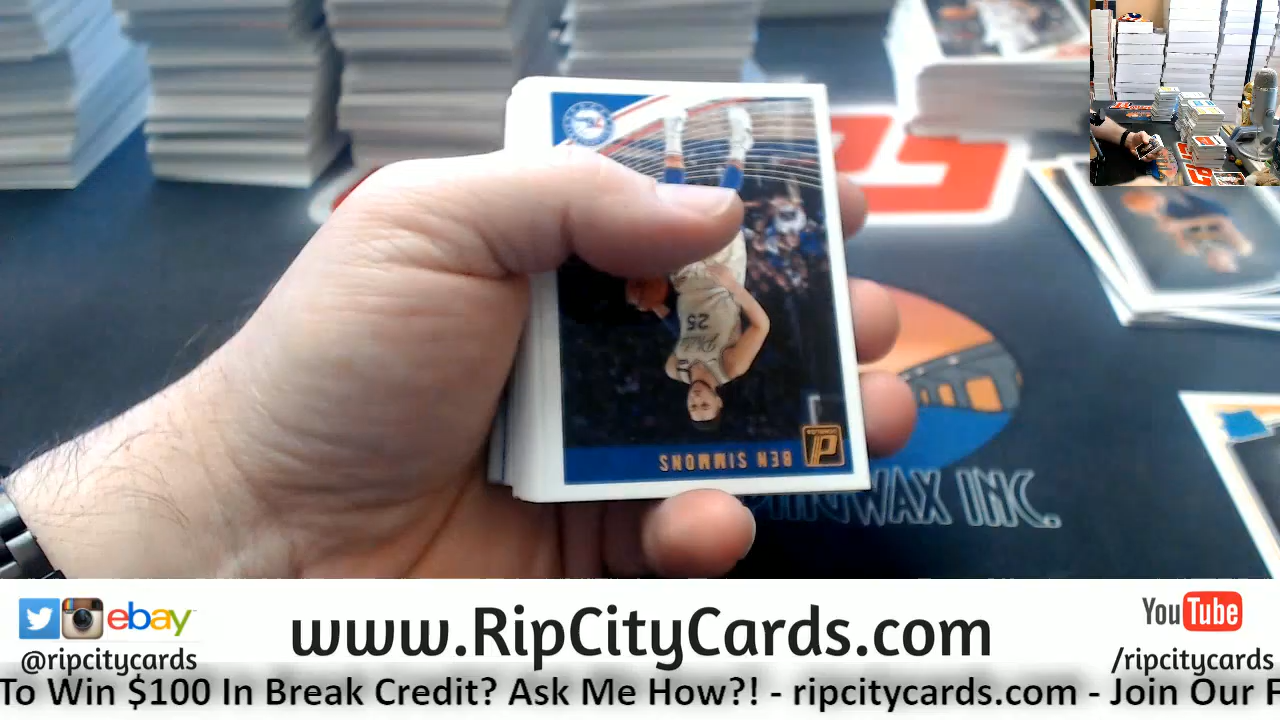 25
BEN SIMMONS
WAX INC.
ebay
@ripcitycards
www.RipCityCards.com
YouTube
/ripcitycards
To Win $100 In Break Credit? Ask Me How?! - ripcitycards.com - Join Our F